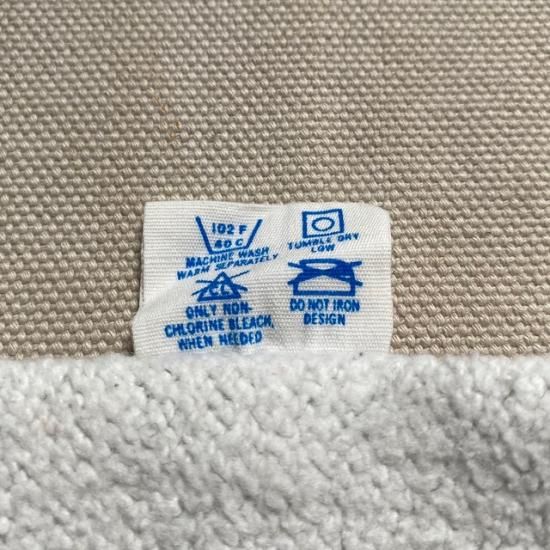 102 F
40 C
MACHINE WASH
WARM SEPARATELY
TUMBLE DRY
LOW
ONLY NON-
CHLORINE BLEACH,
WHEN NEEDED
DO NOT IRON
DESIGN